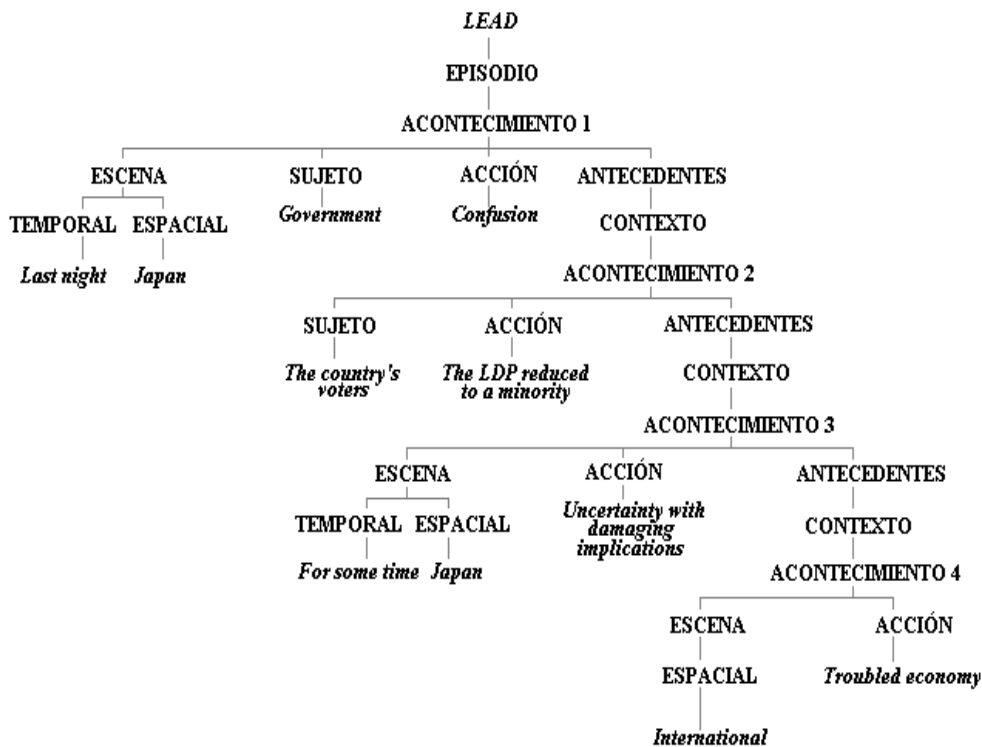 LEAD
EPISODIO
ACONTECIMIENTO 1
ESCENA SUJETO ACCIÓN ANTECEDENTES
TEMPORAL ESPACIAL Government Confusion CONTEXTO
Last night Japan ACONTECIMIENTO 2
SUJETO ACCIÓN ANTECEDENTES
The country's The LDP reduced CONTEXTO
voters to a minority
ACONTECIMIENTO 3
ESCENA ACCIÓN ANTECEDENTES
TEMPORAL ESPACIAL Uncertainty with CONTEXTO
damaging
implications
For some time Japan ACONTECIMIENTO 4
ESCENA ACCIÓN
ESPACIAL Troubled economy
International